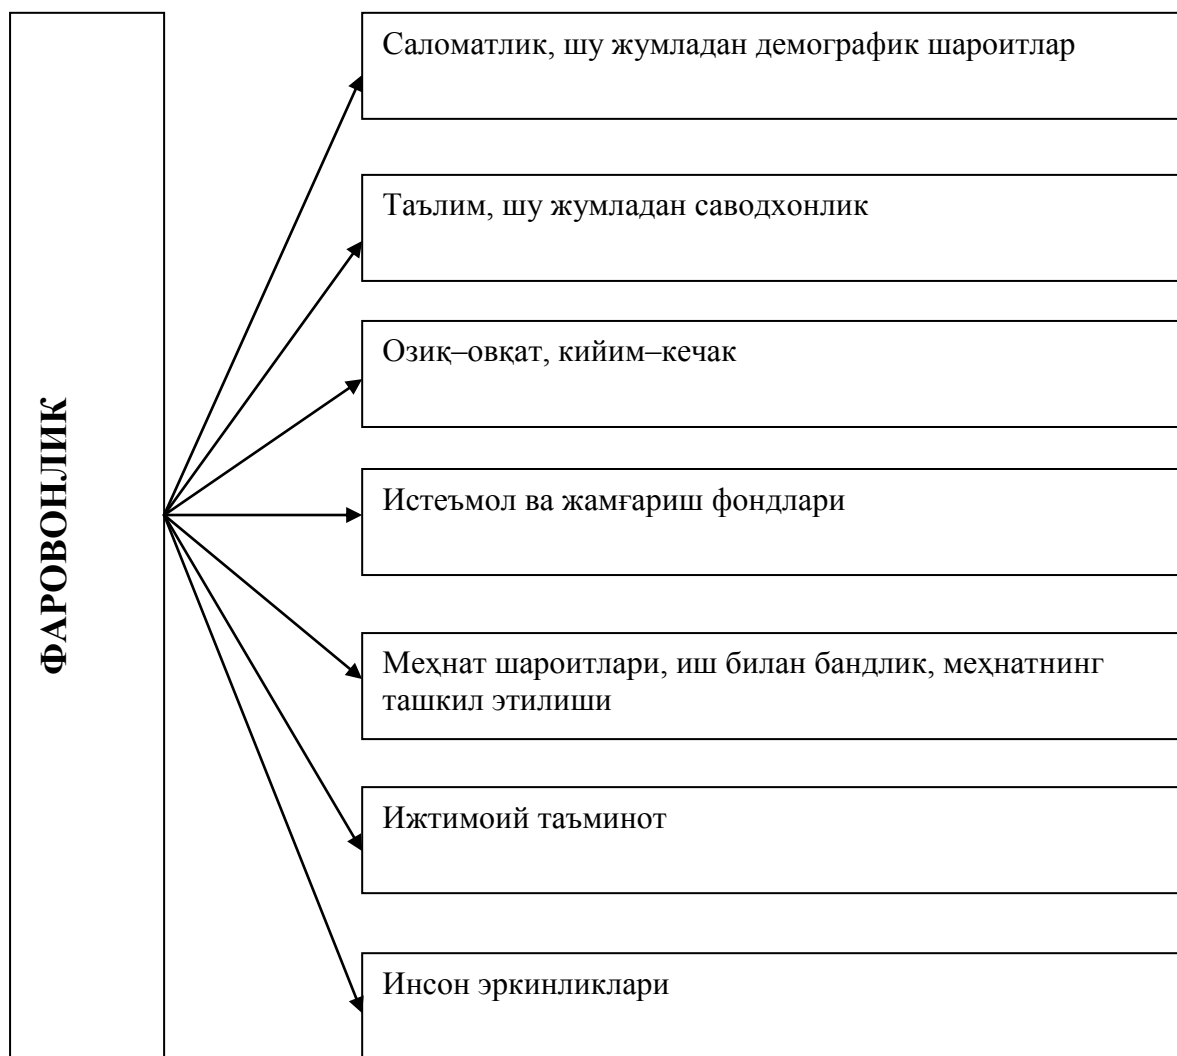 ФАРОВОНЛИК
Саломатлик, шу жумладан демографик шароитлар
Таълим, шу жумладан саводхонлик
Озиқ–овқат, кийим–кечак
Истеъмол ва жамғариш фондлари
Меҳнат шароитлари, иш билан бандлик, меҳнатнинг
ташкил этилиши
Ижтимоий таъминот
Инсон эркинликлари